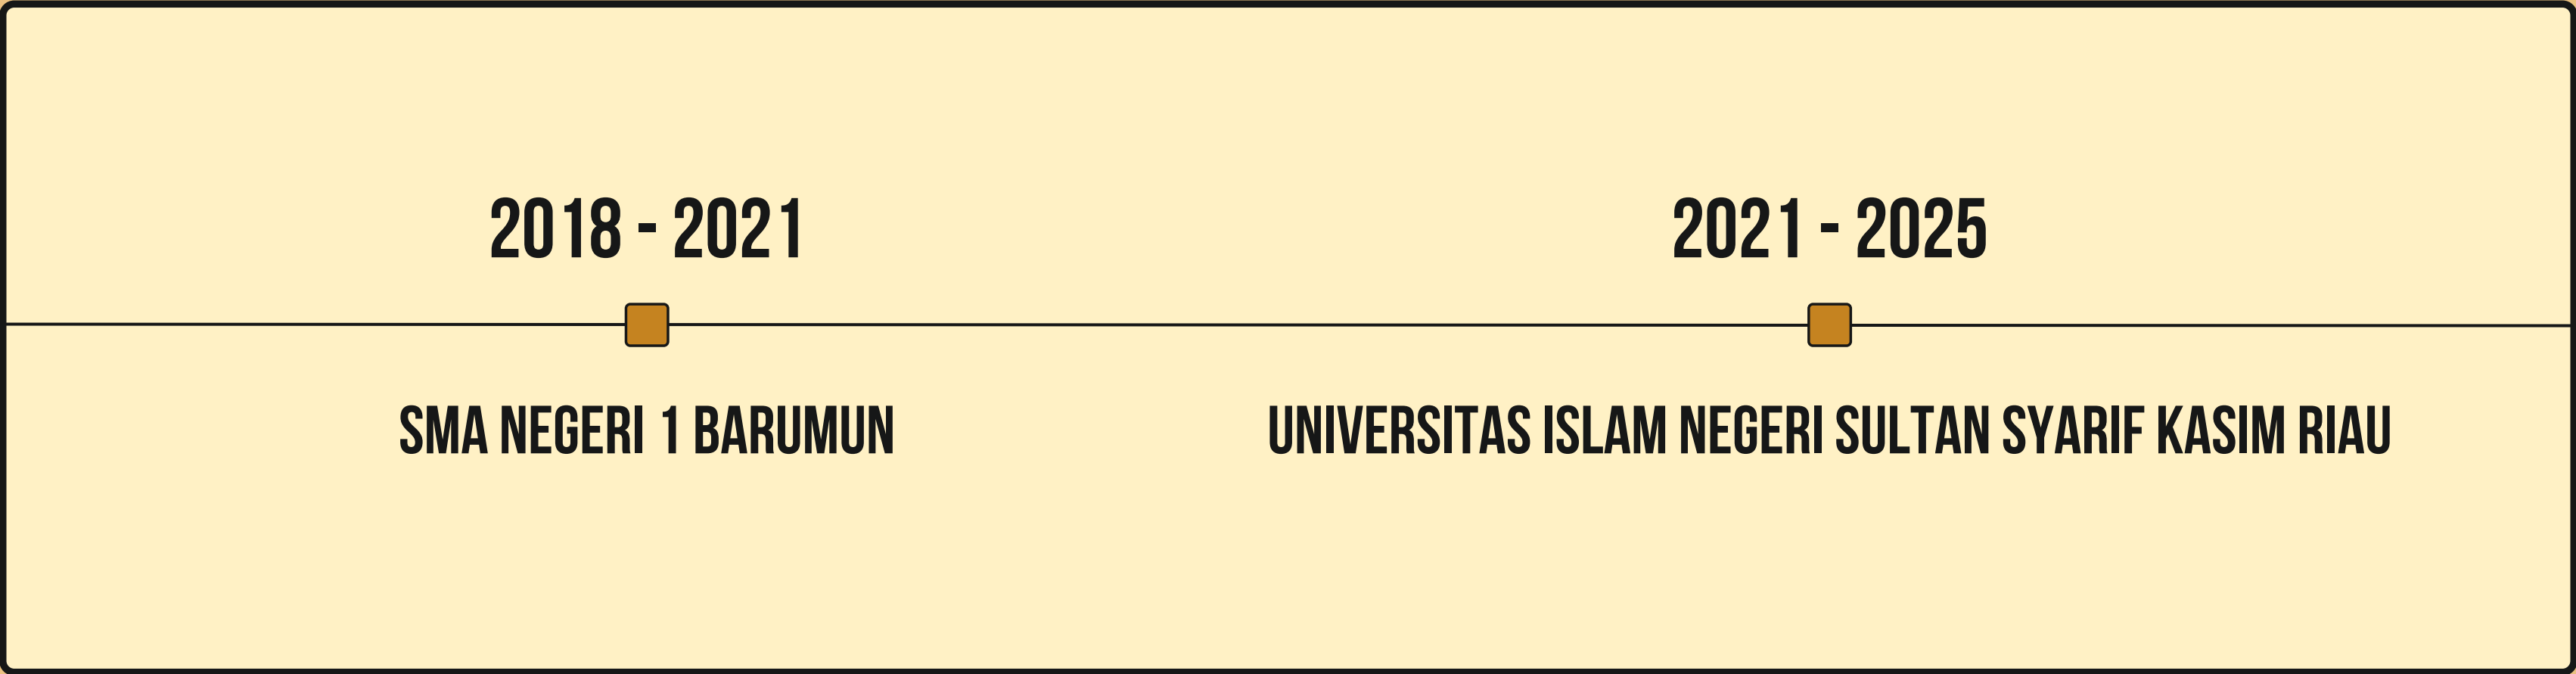 2018 - 2021
SMA NEGERI 1 BARUMUN
2021 - 2025
UNIVERSITAS ISLAM NEGERI SULTAN SYARIF KASIM RIAU